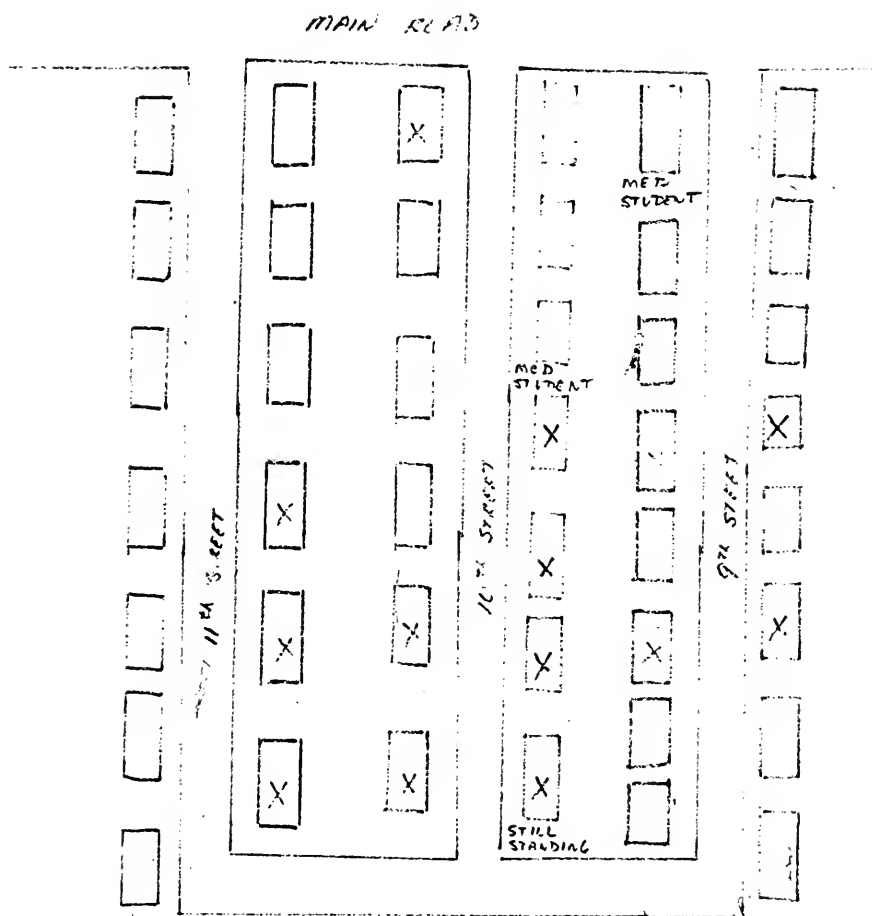 MAIN ROAD
MED
STUDENT
MED
STUDENT
11TH STREET
10TH STREET
9TH STREET
X
X
X
X
X
X
X
X
X
X
X
X
X
X
STILL
STANDING